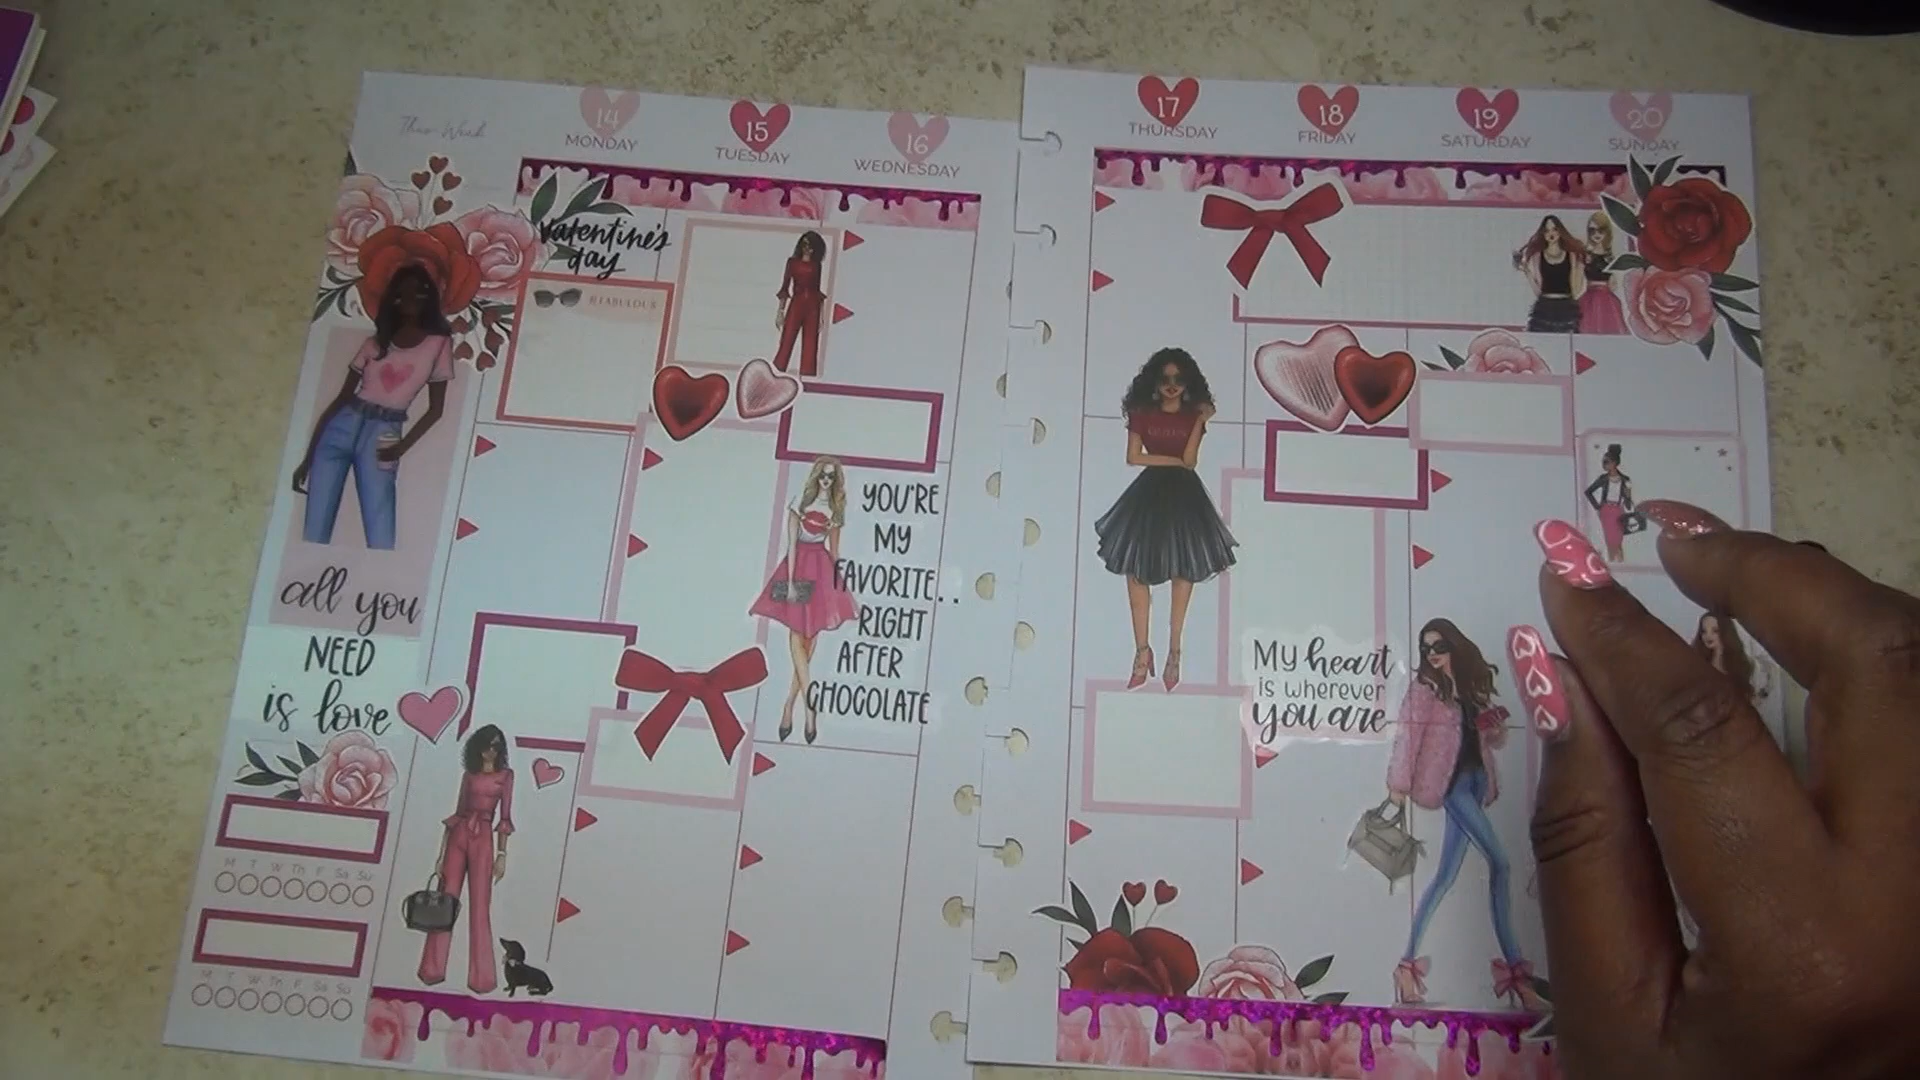 This Week
14
MONDAY
15
TUESDAY
16
WEDNESDAY
17
THURSDAY
18
FRIDAY
19
SATURDAY
20
SUNDAY
Valentine's
day
#FABULOUS
all you
NEED
is love
M T W Th F Sa Su
M T W Th F Sa Su
YOU'RE
MY
FAVORITE..
RIGHT
AFTER
CHOCOLATE
QUEEN
My heart
is wherever
you are